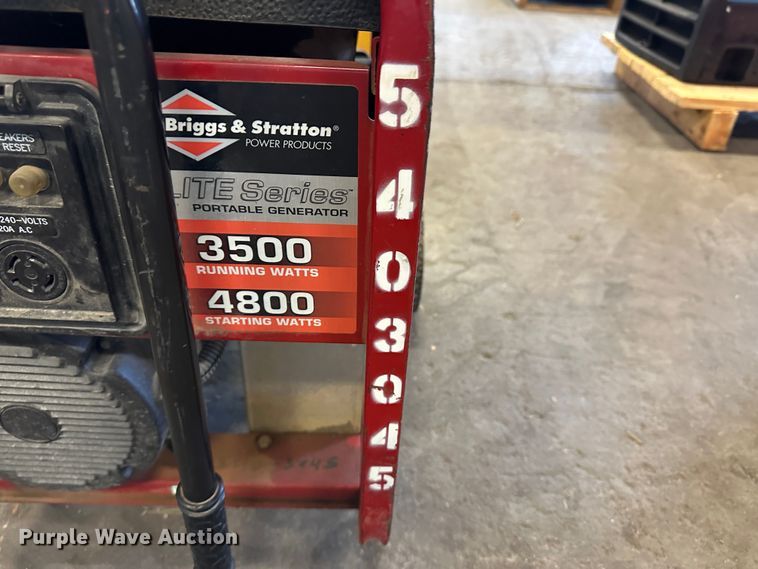 EAKERS
RESET
240-VOLTS
20A A.C
Briggs & Stratton®
POWER PRODUCTS
LITE Series™
PORTABLE GENERATOR
3500
RUNNING WATTS
4800
STARTING WATTS
5
4
0
3
0
4
5
Purple Wave Auction